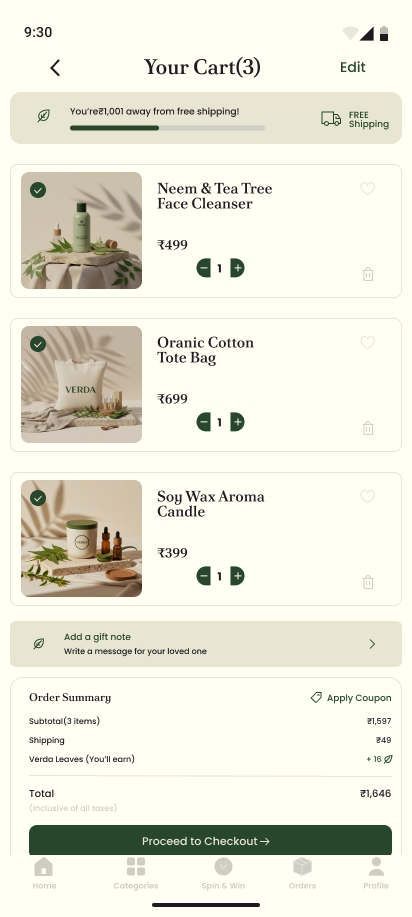 9:30
Your Cart(3)
Edit
You're₹1,001 away from free shipping!
FREE
Shipping
Neem & Tea Tree
Face Cleanser
₹499
1
VERDA
Oranic Cotton
Tote Bag
₹699
1
VERDA
Soy Wax Aroma
Candle
₹399
1
Add a gift note
Write a message for your loved one
Order Summary
Apply Coupon
Subtotal(3 items)
₹1,597
Shipping
₹49
Verda Leaves (You'll earn)
+ 16
Total
₹1,646
(inclusive of all taxes)
Proceed to Checkout→
Home
Categories
Spin & Win
Orders
Profile